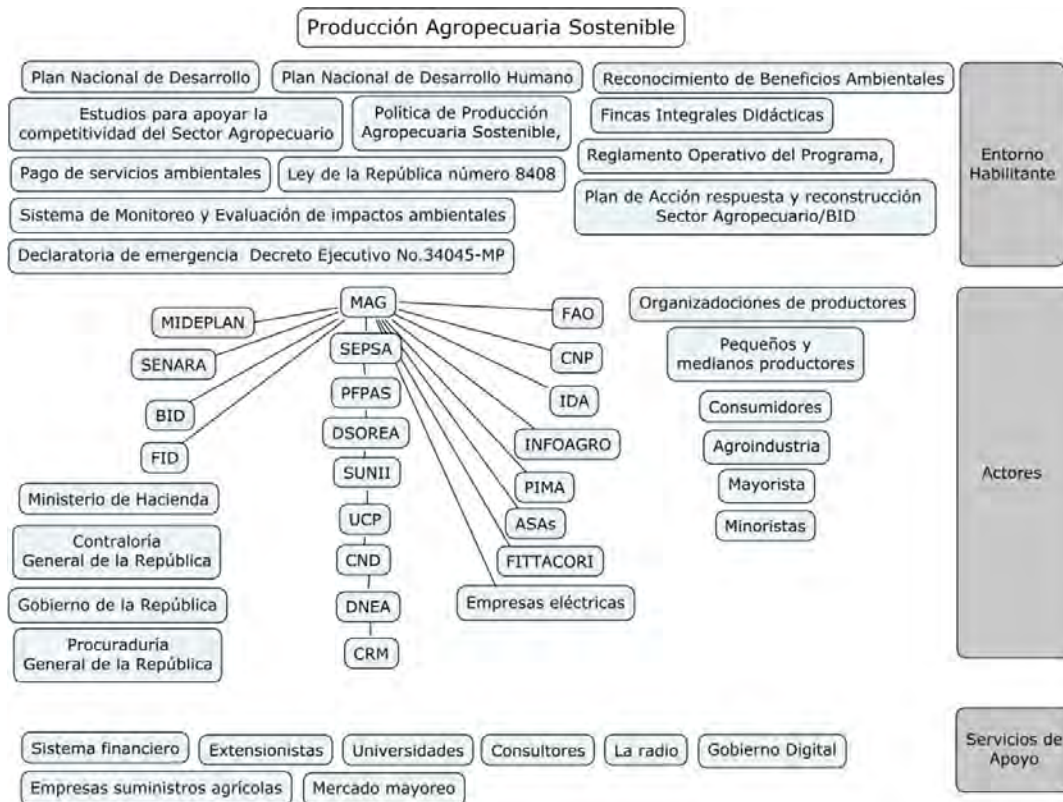 Producción Agropecuaria Sostenible
Plan Nacional de Desarrollo
Plan Nacional de Desarrollo Humano
Reconocimiento de Beneficios Ambientales
Estudios para apoyar la
competitividad del Sector Agropecuario
Politica de Producción
Agropecuaria Sostenible,
Fincas Integrales Didácticas
Pago de servicios ambientales
Ley de la República número 8408
Reglamento Operativo del Programa,
Sistema de Monitoreo y Evaluación de impactos ambientales
Plan de Acción respuesta y reconstrucción
Sector Agropecuario/BID
Declaratoria de emergencia Decreto Ejecutivo No.34045-MP
Entorno
Habilitante
MAG
MIDEPLAN
SENARA
BID
FID
SEPSA
PFPAS
DSOREA
SUNII
UCP
CND
DNEA
CRM
FAO
CNP
IDA
INFOAGRO
PIMA
ASAs
FITTACORI
Empresas eléctricas
Ministerio de Hacienda
Contraloría
General de la República
Gobierno de la República
Procuraduría
General de la República
Organizadociones de productores
Pequeños y
medianos productores
Consumidores
Agroindustria
Mayorista
Minoristas
Actores
Sistema financiero
Extensionistas
Universidades
Consultores
La radio
Gobierno Digital
Empresas suministros agrícolas
Mercado mayoreo
Servicios de
Apoyo